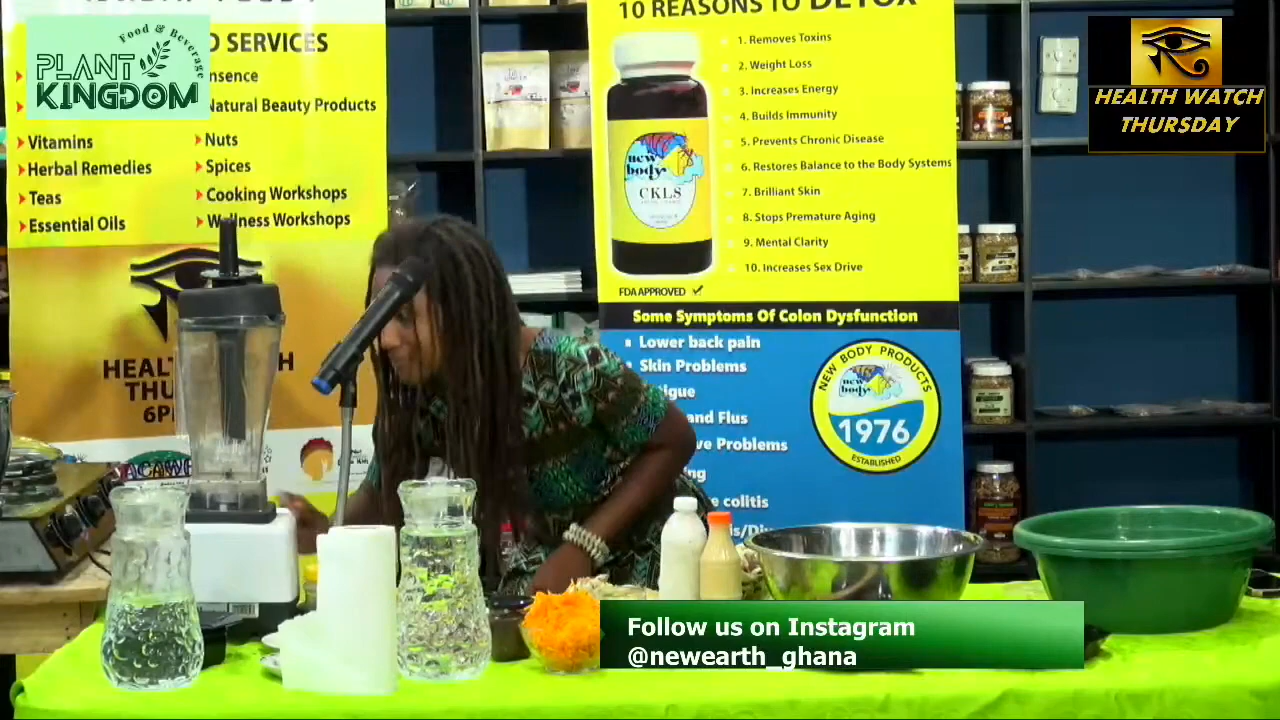 Food & Beverage
PLANT
KINGDOM
SERVICES
Natural Beauty Products
Vitamins
Nuts
Herbal Remedies
Spices
Teas
Cooking Workshops
Essential Oils
Wellness Workshops
6P
10 REASONS TO DETOX
1. Removes Toxins
2. Weight Loss
3. Increases Energy
4. Builds Immunity
5. Prevents Chronic Disease
6. Restores Balance to the Body Systems
7. Brilliant Skin
8. Stops Premature Aging
9. Mental Clarity
10. Increases Sex Drive
new
body
CKLS
FDA APPROVED
Some Symptoms Of Colon Dysfunction
Lower back pain
Skin Problems
and Flus
Problems
colitis
NEW BODY PRODUCTS
new
body
1976
ESTABLISHED
HEALTH WATCH
THURSDAY
Follow us on Instagram
@newearth_ghana